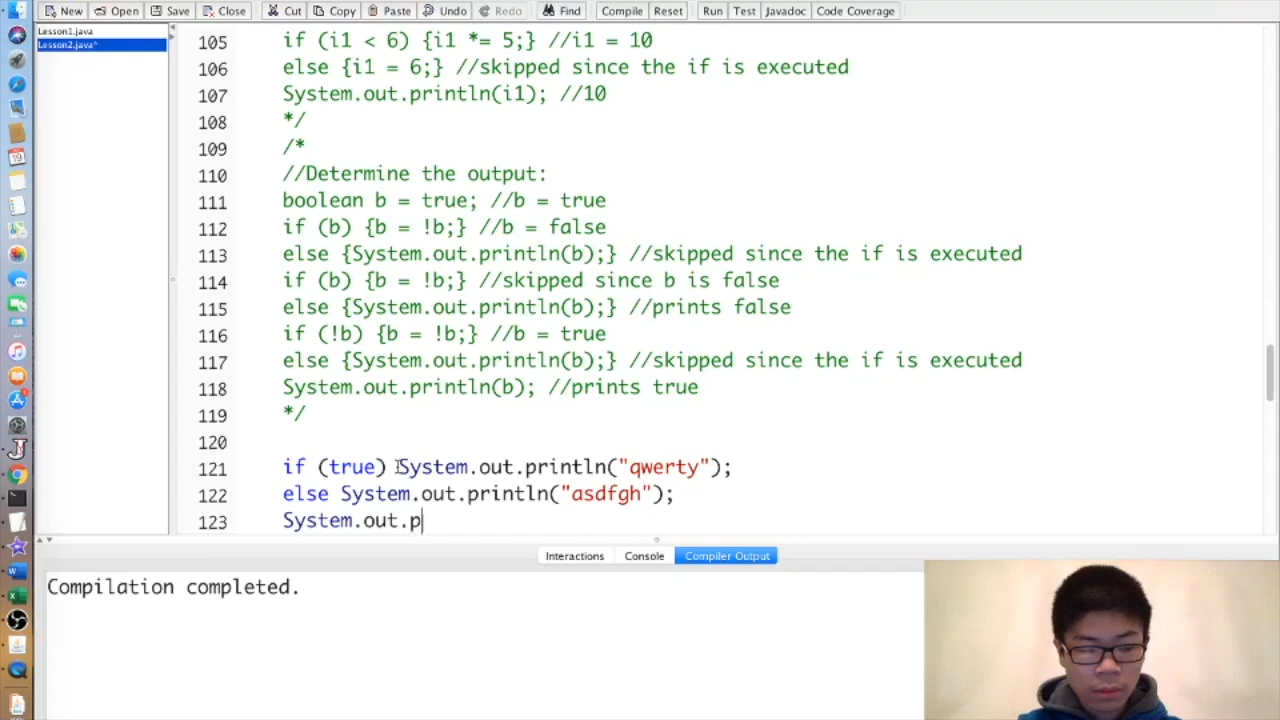 New Open Save Close Cut Copy Paste Undo Redo Find Compile Reset Run Test Javadoc Code Coverage
Lesson1.java
Lesson2.java*
105 if (i1 < 6) {i1 *= 5;} //i1 = 10
106 else {i1 = 6;} //skipped since the if is executed
107 System.out.println(i1); //10
108 */
109 /*
110 //Determine the output:
111 boolean b = true; //b = true
112 if (b) {b = !b;} //b = false
113 else {System.out.println(b);} //skipped since the if is executed
114 if (b) {b = !b;} //skipped since b is false
115 else {System.out.println(b);} //prints false
116 if (!b) {b = !b;} //b = true
117 else {System.out.println(b);} //skipped since the if is executed
118 System.out.println(b); //prints true
119 */
120
121 if (true) System.out.println("qwerty");
122 else System.out.println("asdfgh");
123 System.out.p
Interactions Console Compiler Output
Compilation completed.